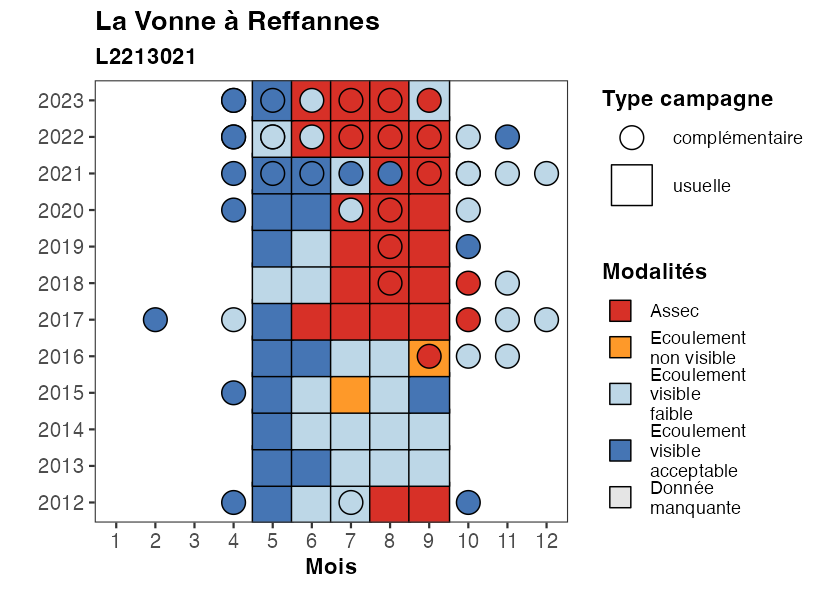 La Vonne à Reffannes
L2213021
2023
2022
2021
2020
2019
2018
2017
2016
2015
2014
2013
2012
1 2 3 4 5 6 7 8 9 10 11 12
Mois
Type campagne
complémentaire
usuelle
Modalités
Assec
Ecoulement
non visible
Ecoulement
visible
faible
Ecoulement
visible
acceptable
Donnée
manquante